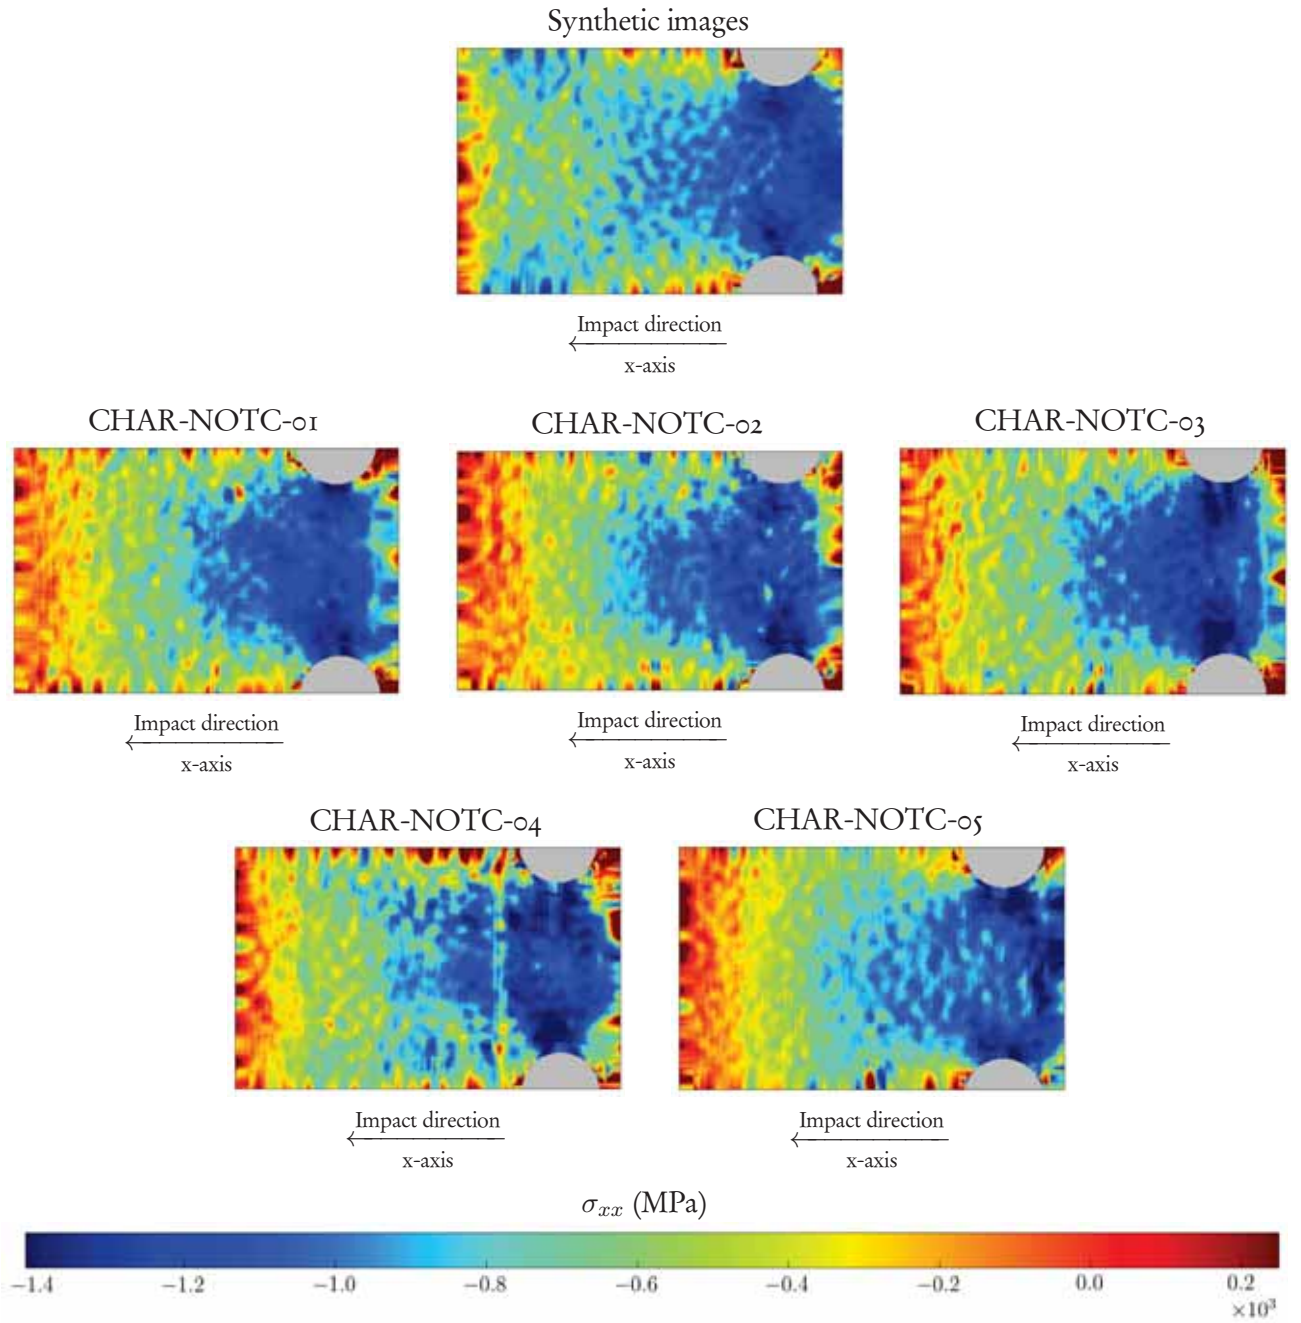 Synthetic images
Impact direction
x-axis
CHAR-NOTC-01
CHAR-NOTC-02
CHAR-NOTC-03
Impact direction
x-axis
Impact direction
x-axis
Impact direction
x-axis
CHAR-NOTC-04
CHAR-NOTC-05
Impact direction
x-axis
Impact direction
x-axis
σxx (MPa)
−1.4 −1.2 −1.0 −0.8 −0.6 −0.4 −0.2 0.0 0.2
×10³